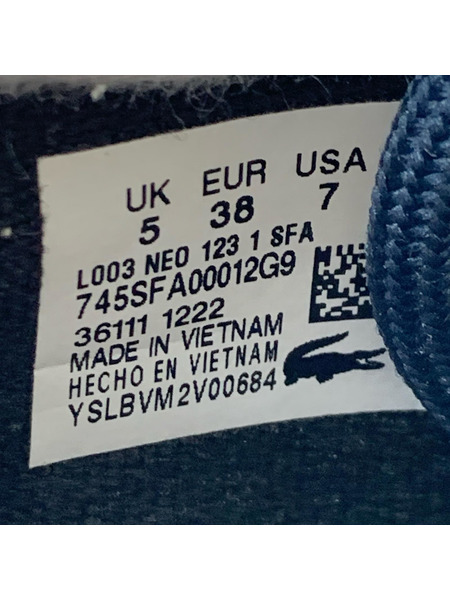 UK EUR USA
5 38 7
L003 NEO 123 1 SFA
745SFA00012G9
36111 1222
MADE IN VIETNAM
HECHO EN VIETNAM
YSLBVM2V00684